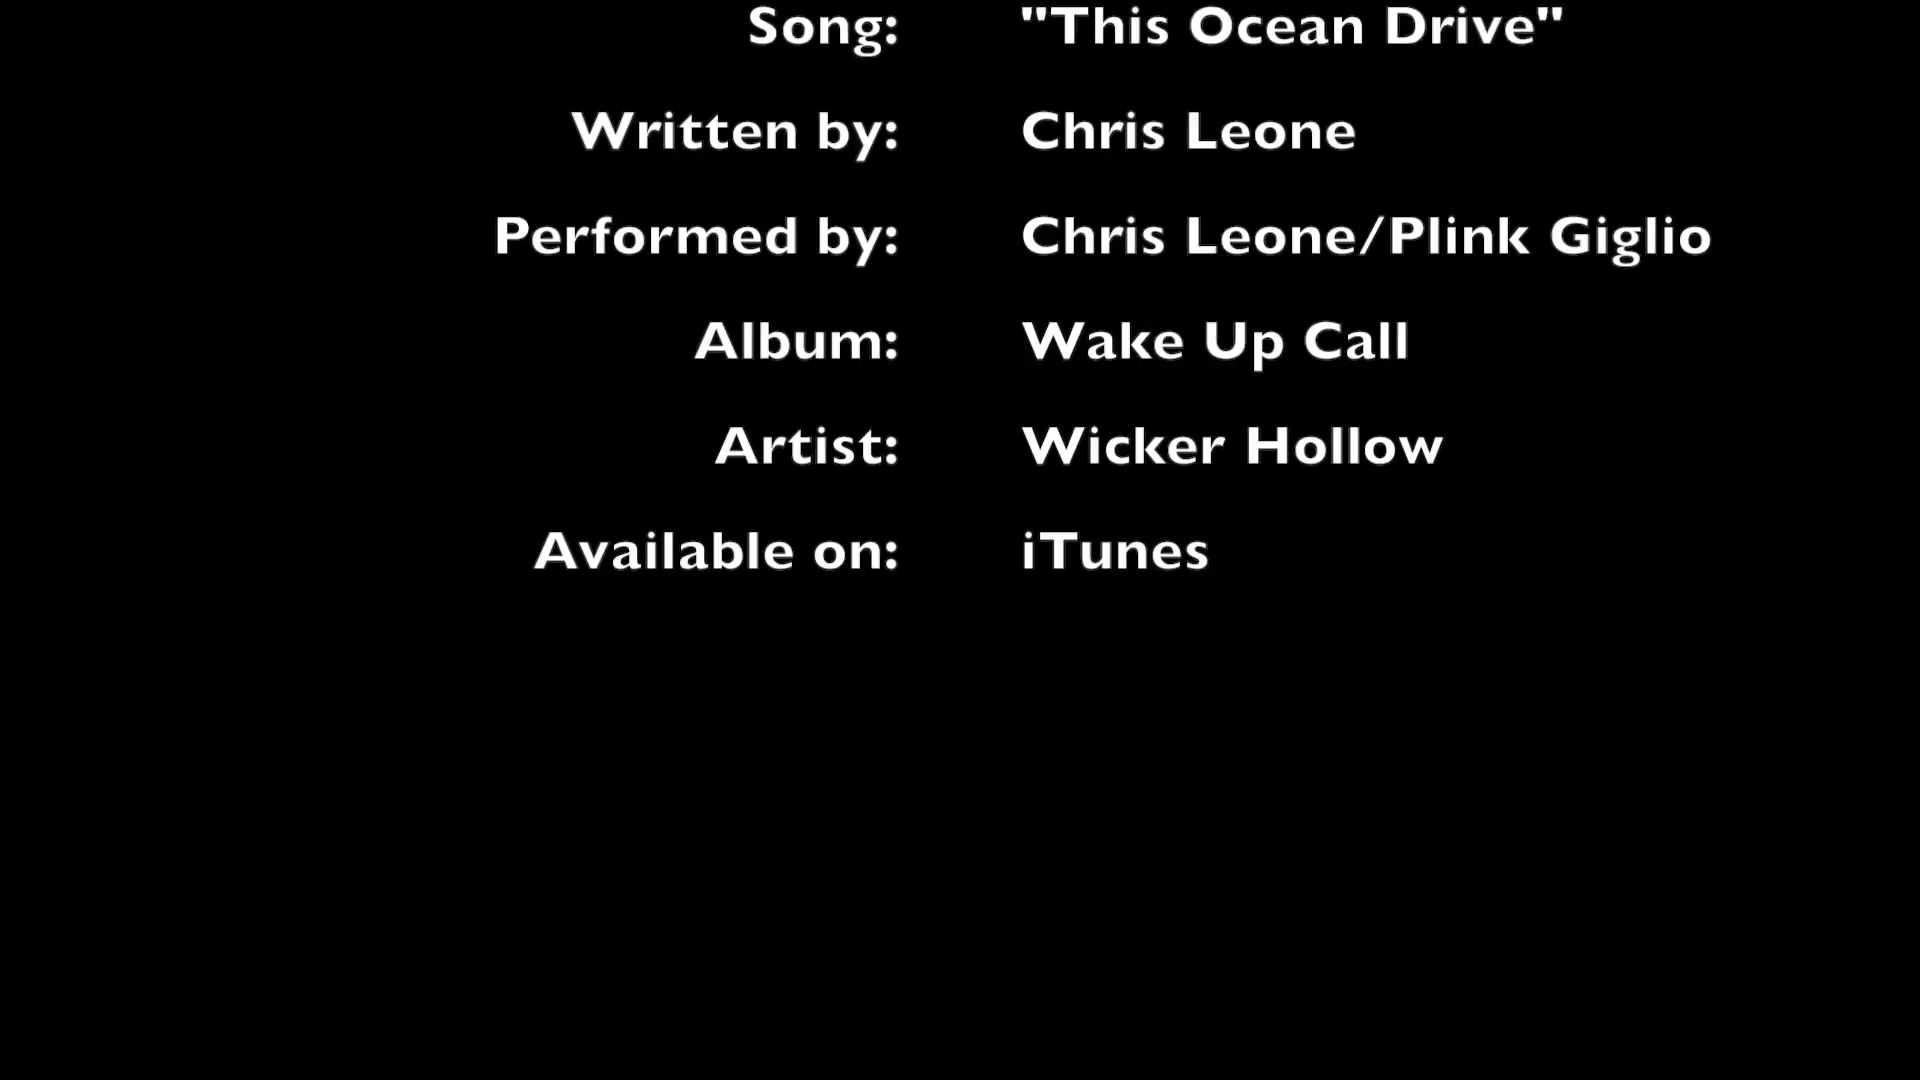 Song: "This Ocean Drive"
Written by: Chris Leone
Performed by: Chris Leone/Plink Giglio
Album: Wake Up Call
Artist: Wicker Hollow
Available on: iTunes